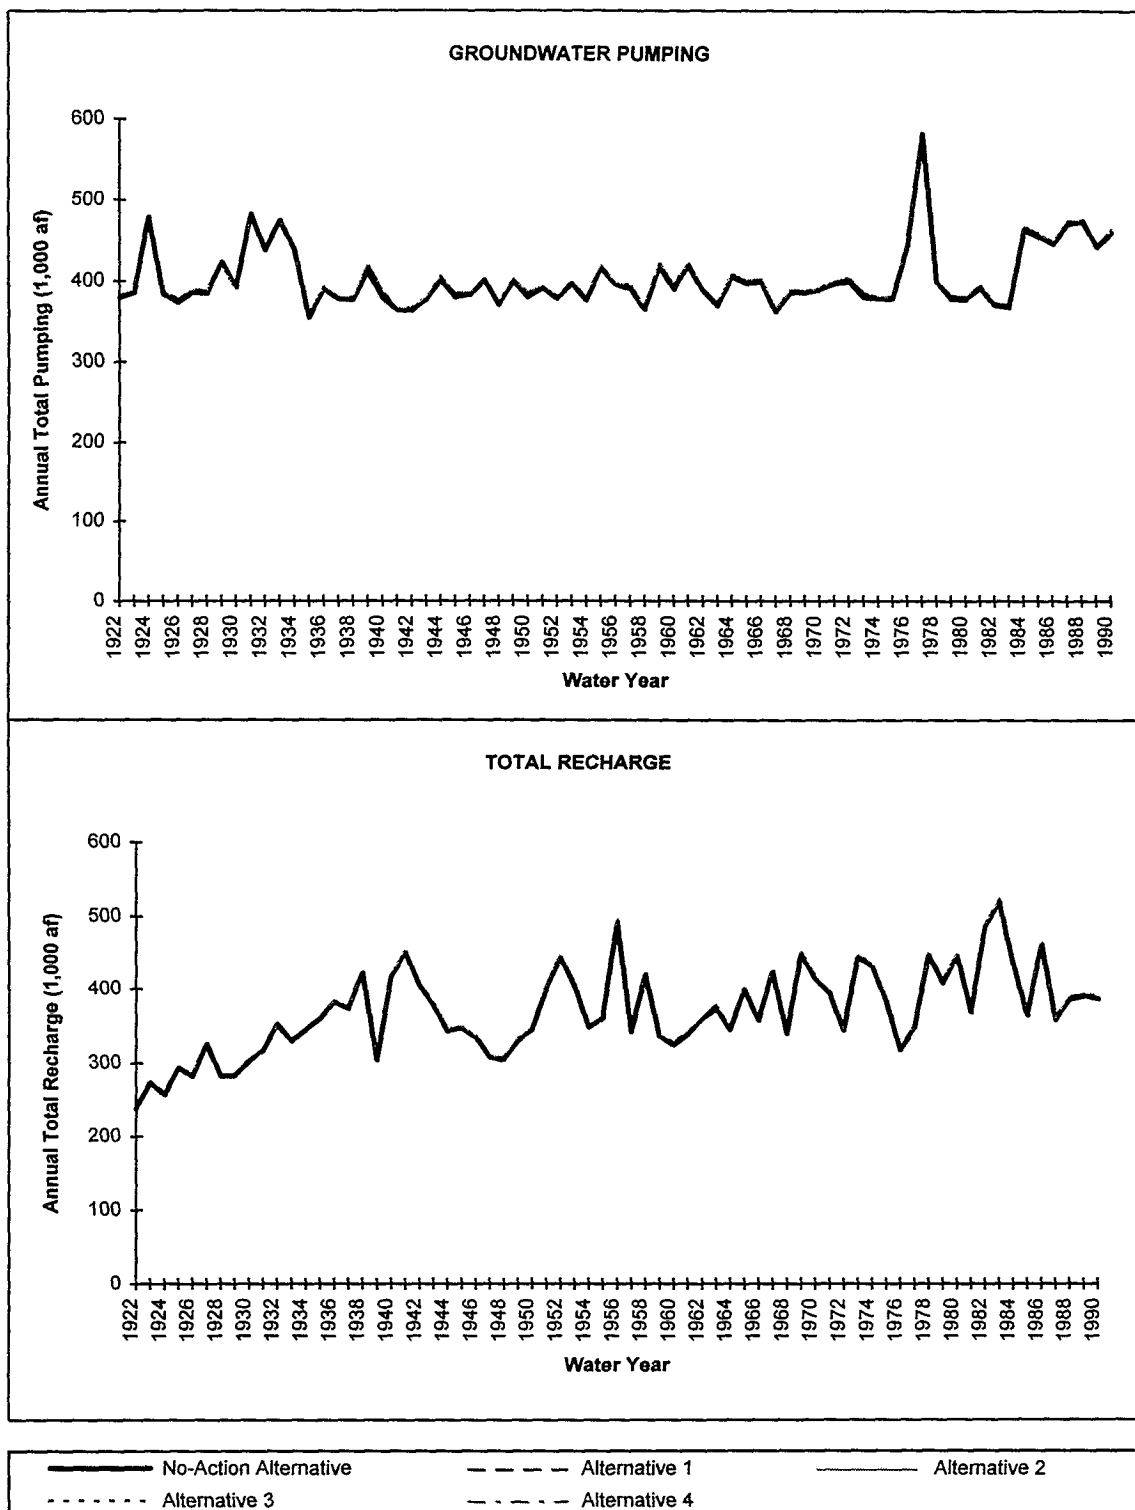 GROUNDWATER PUMPING
600
500
400
300
200
100
0
Annual Total Pumping (1,000 af)
1922 1924 1926 1928 1930 1932 1934 1936 1938 1940 1942 1944 1946 1948 1950 1952 1954 1956 1958 1960 1962 1964 1966 1968 1970 1972 1974 1976 1978 1980 1982 1984 1986 1988 1990
Water Year
TOTAL RECHARGE
600
500
400
300
200
100
0
Annual Total Recharge (1,000 af)
1922 1924 1926 1928 1930 1932 1934 1936 1938 1940 1942 1944 1946 1948 1950 1952 1954 1956 1958 1960 1962 1964 1966 1968 1970 1972 1974 1976 1978 1980 1982 1984 1986 1988 1990
Water Year
No-Action Alternative Alternative 1 Alternative 2
Alternative 3 Alternative 4